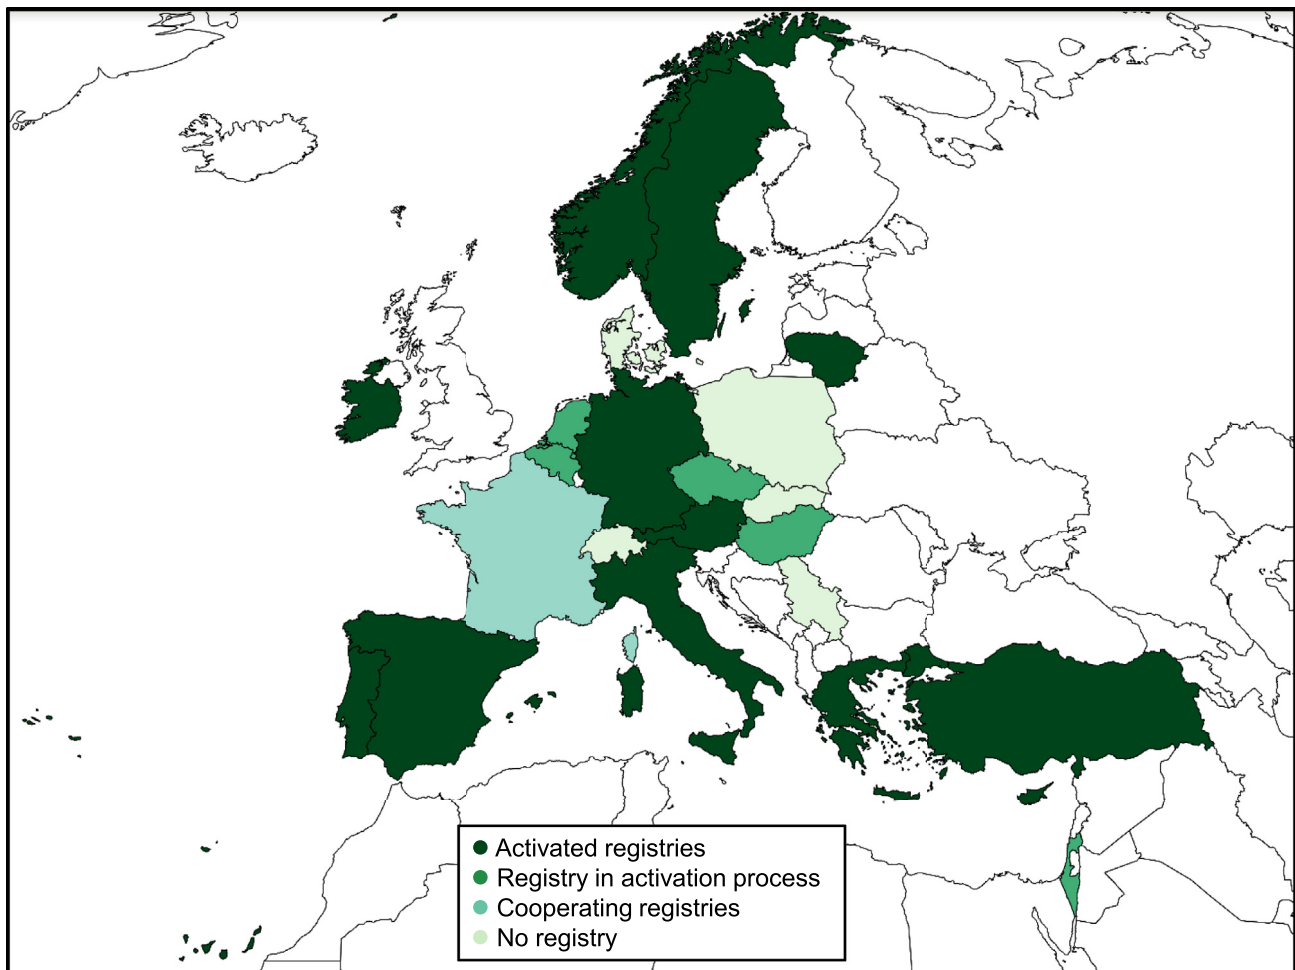 Activated registries
Registry in activation process
Cooperating registries
No registry